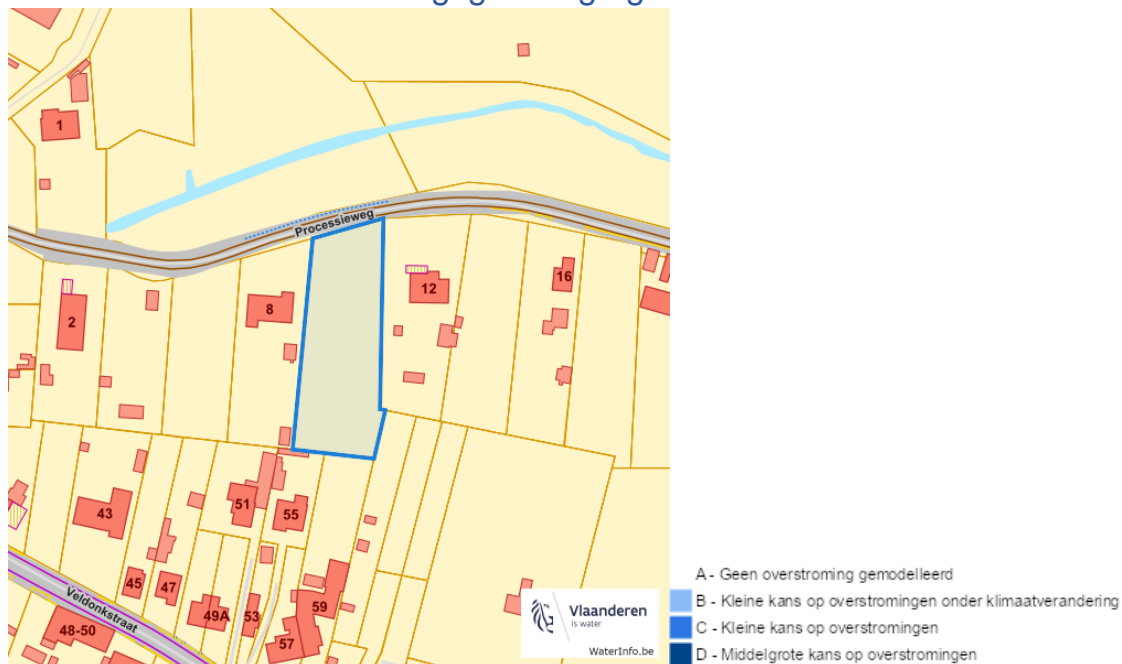 1
Processieweg
16
12
8
2
51
55
43
45
47
49A
53
59
57
48-50
Veldonkstraat
Vlaanderen
is water
WaterInfo.be
A - Geen overstroming gemodelleerd
B - Kleine kans op overstromingen onder klimaatverandering
C - Kleine kans op overstromingen
D - Middelgrote kans op overstromingen